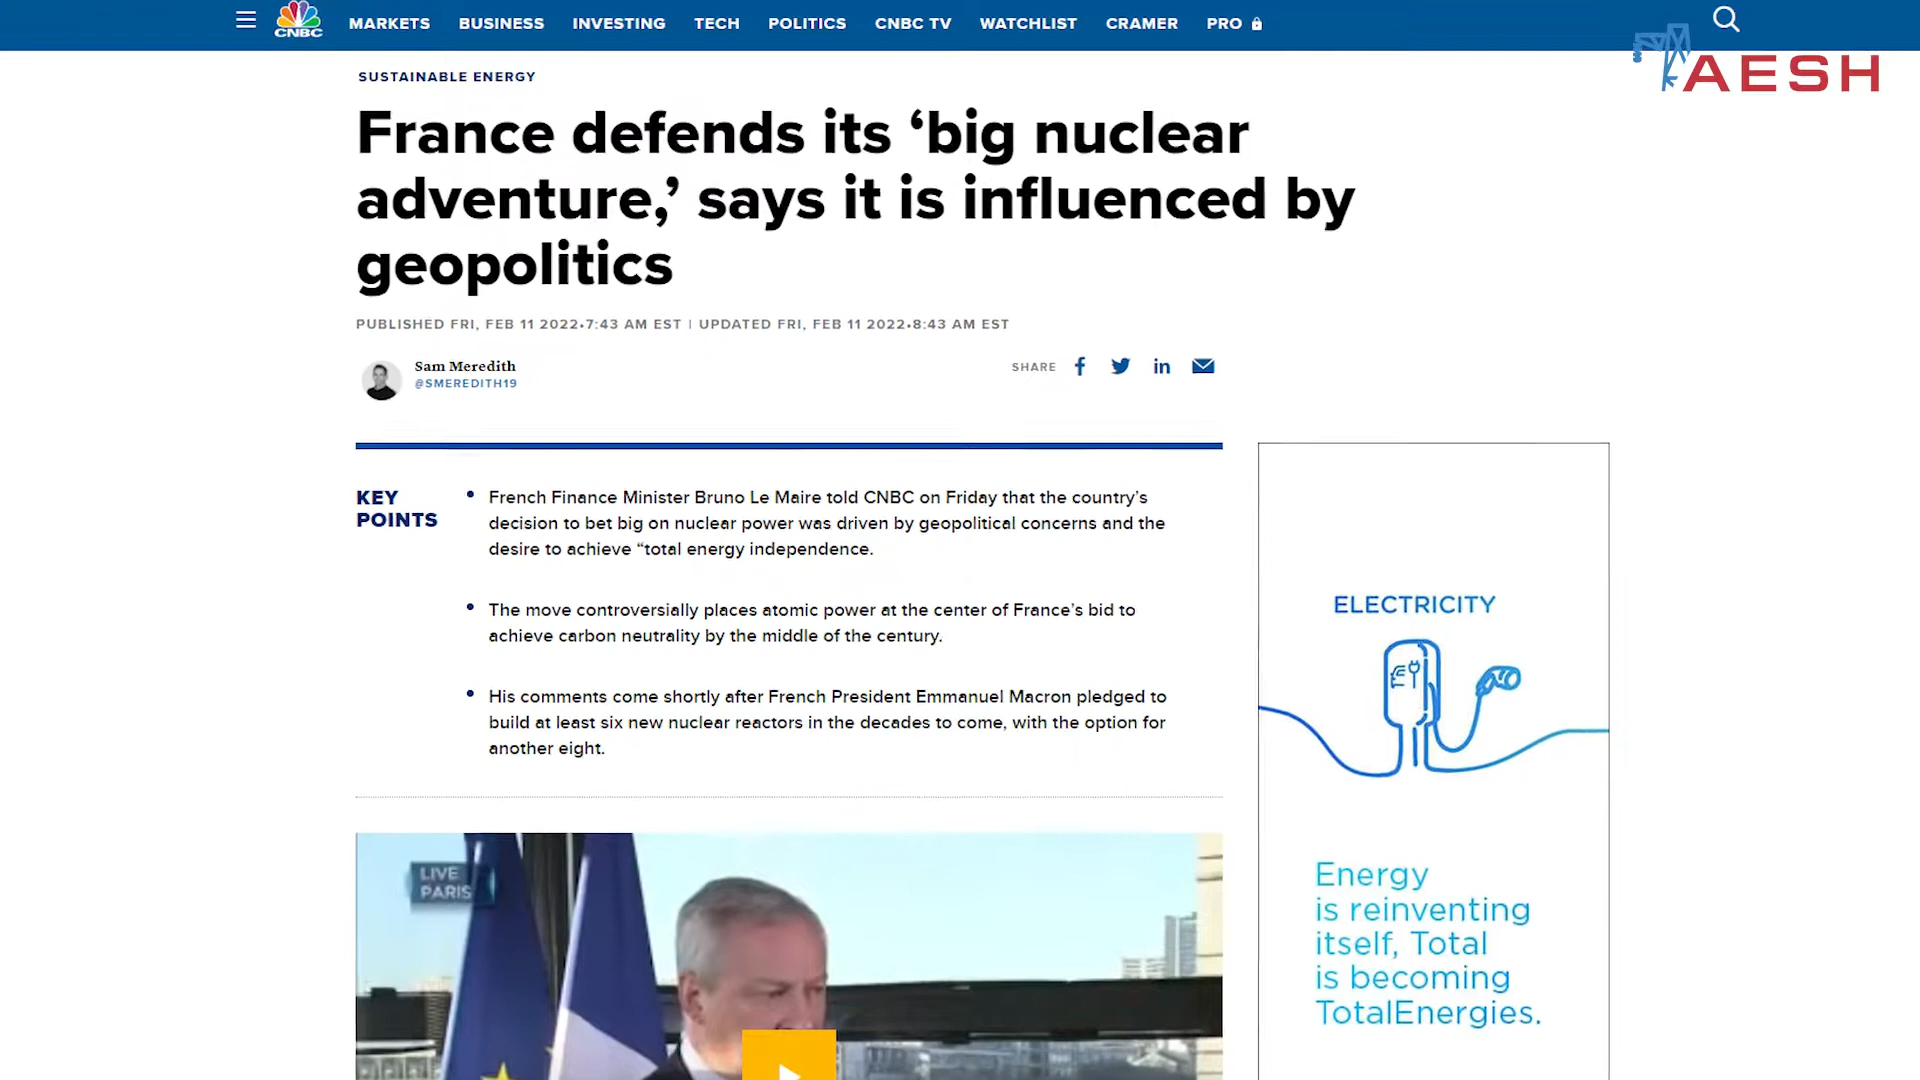 CNBC
MARKETS BUSINESS INVESTING TECH POLITICS CNBC TV WATCHLIST CRAMER PRO
AESH
SUSTAINABLE ENERGY
France defends its ‘big nuclear
adventure,’ says it is influenced by
geopolitics
PUBLISHED FRI, FEB 11 2022•7:43 AM EST | UPDATED FRI, FEB 11 2022•8:43 AM EST
Sam Meredith
@SMEREDITH19
SHARE
KEY
POINTS
French Finance Minister Bruno Le Maire told CNBC on Friday that the country’s
decision to bet big on nuclear power was driven by geopolitical concerns and the
desire to achieve “total energy independence.
The move controversially places atomic power at the center of France’s bid to
achieve carbon neutrality by the middle of the century.
His comments come shortly after French President Emmanuel Macron pledged to
build at least six new nuclear reactors in the decades to come, with the option for
another eight.
LIVE
PARIS
ELECTRICITY
Energy
is reinventing
itself, Total
is becoming
TotalEnergies.